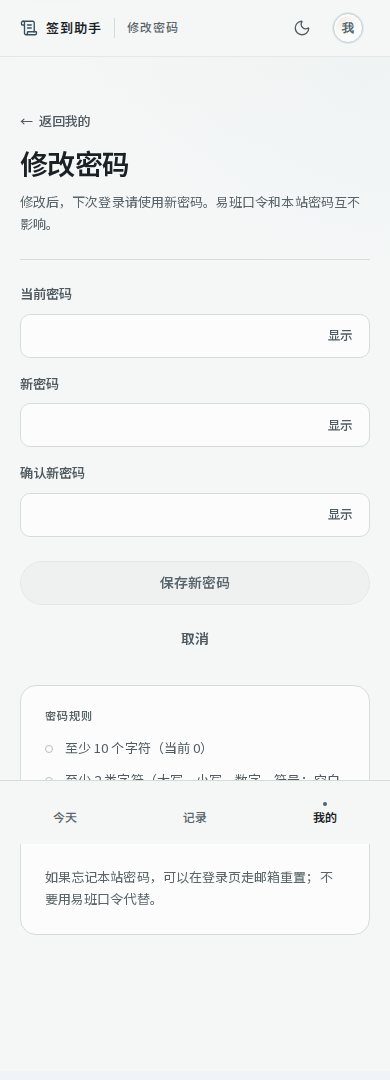 签到助手
修改密码
我
← 返回我的
修改密码
修改后，下次登录请使用新密码。易班口令和本站密码互不
影响。
当前密码
显示
新密码
显示
确认新密码
显示
保存新密码
取消
密码规则
至少 10 个字符（当前 0）
今天
记录
我的
如果忘记本站密码，可以在登录页走邮箱重置；不
要用易班口令代替。